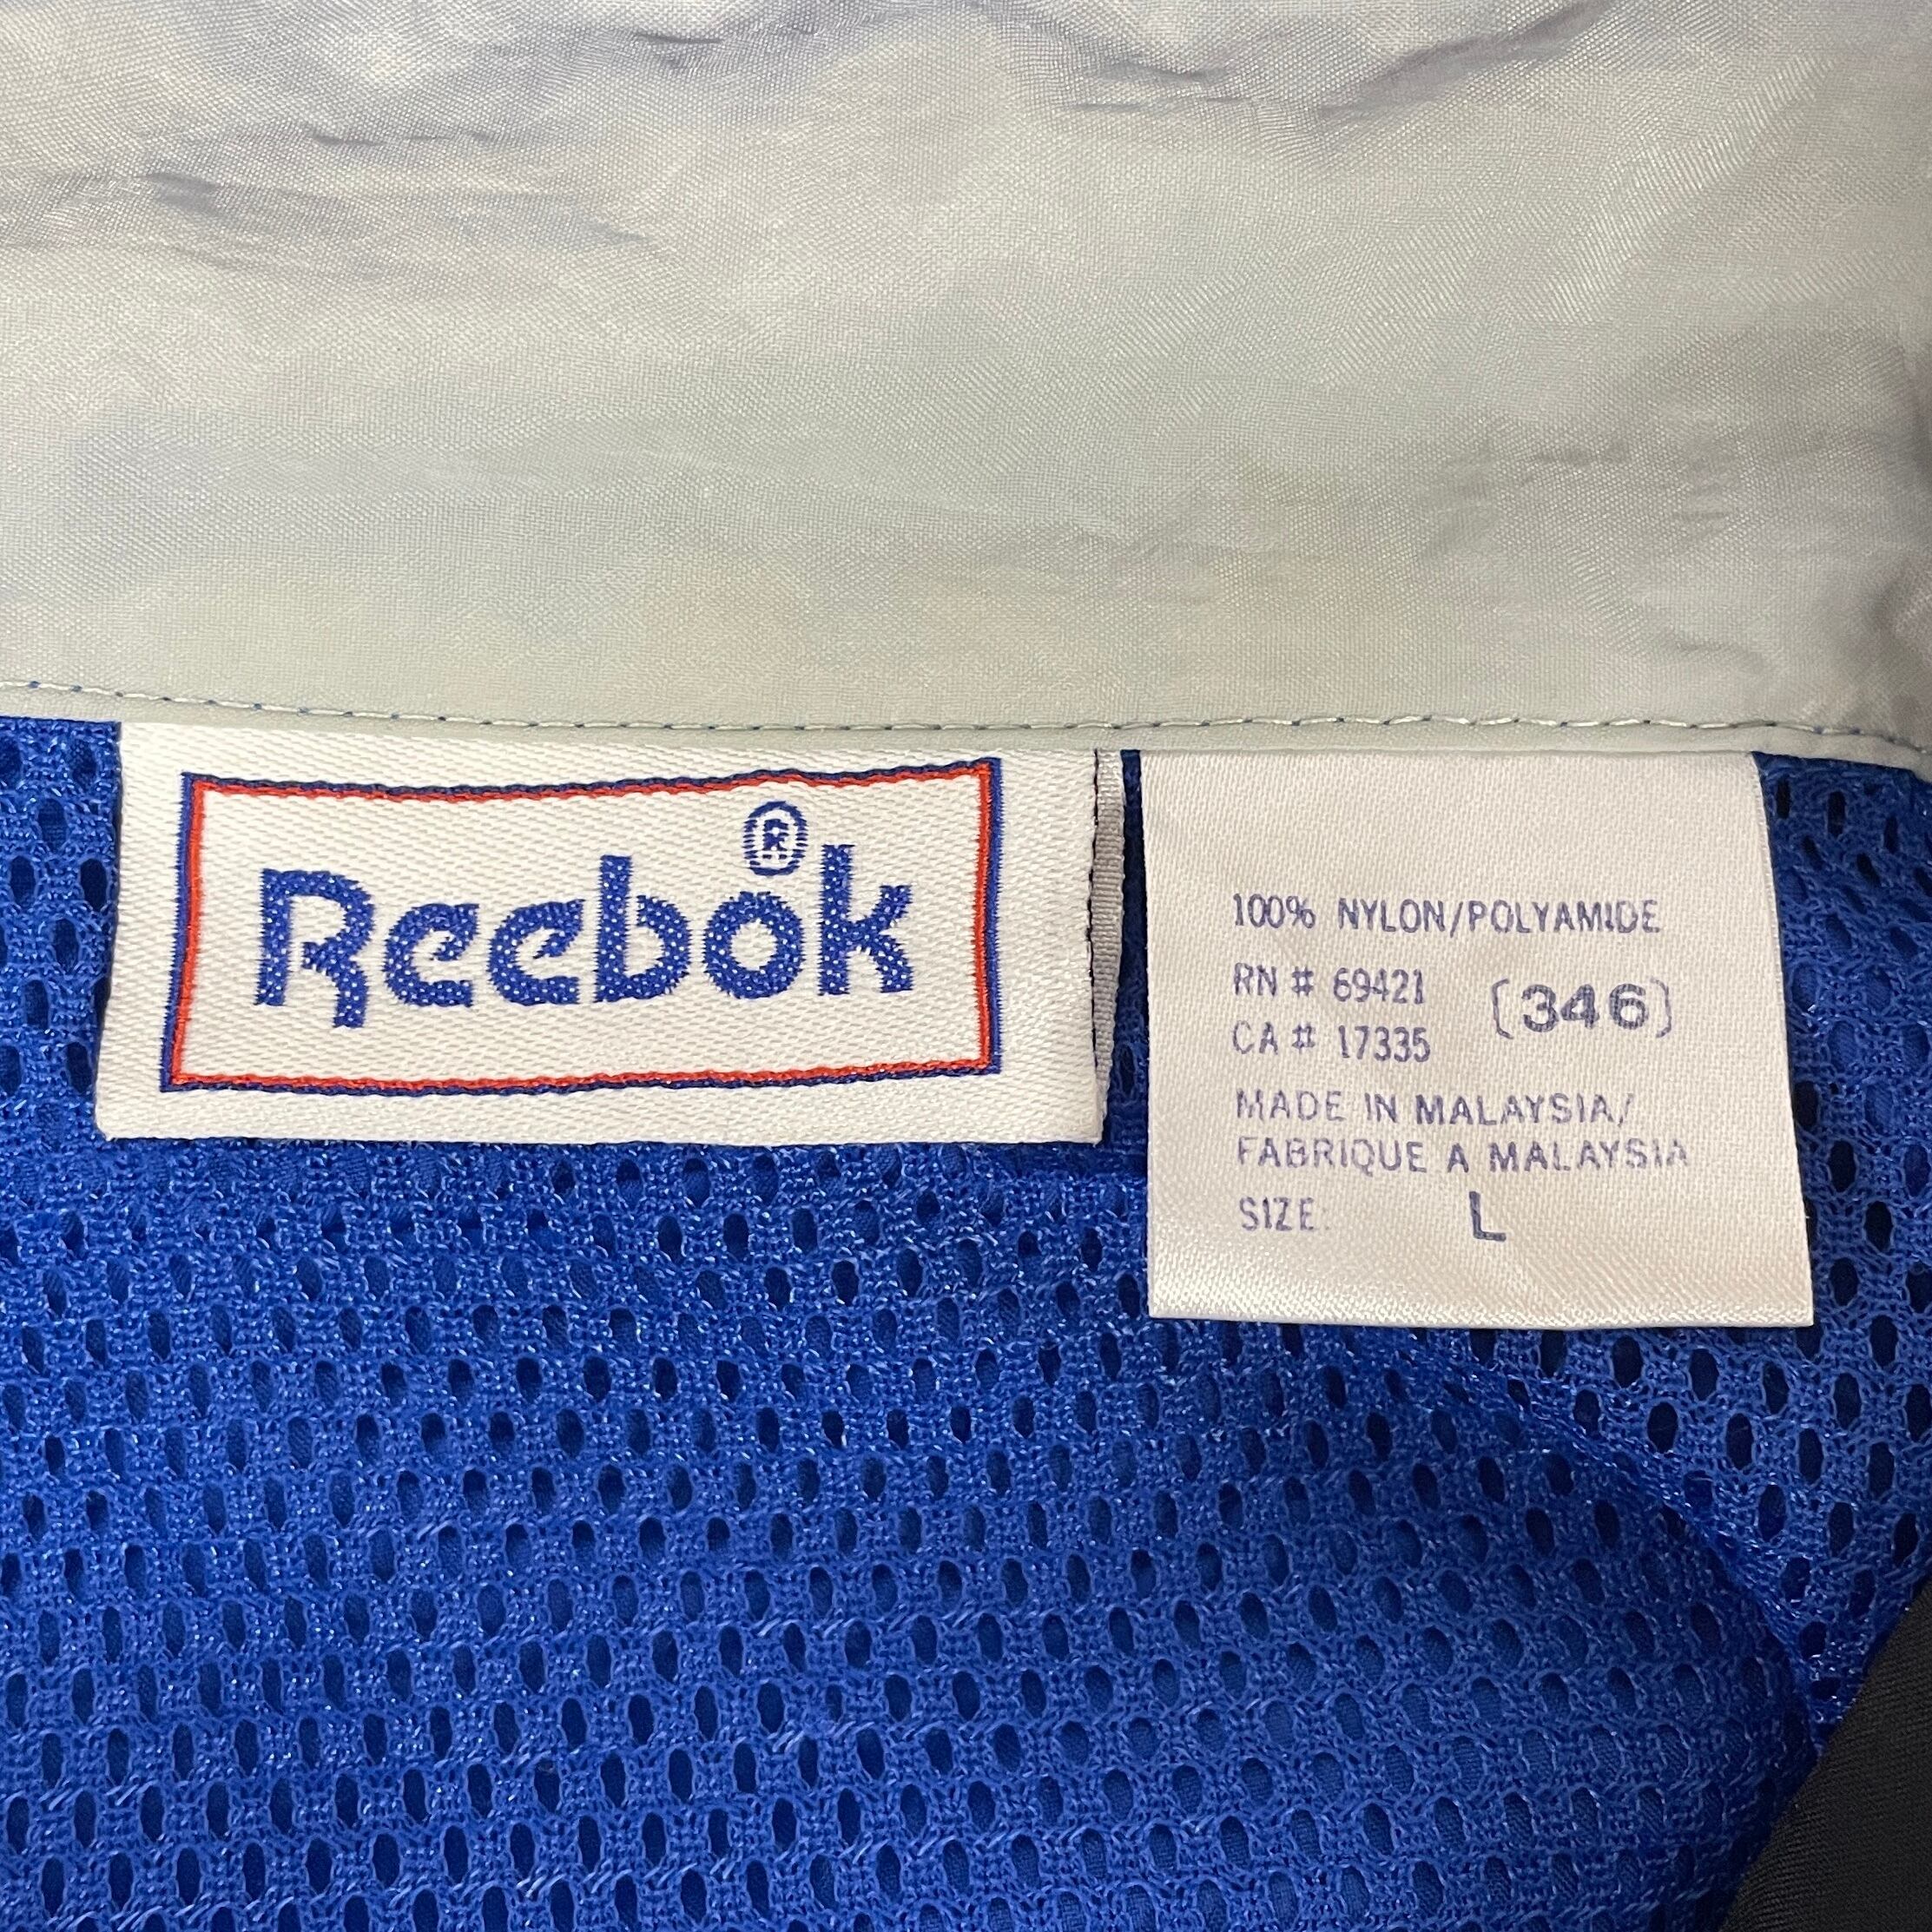 Reebok®
100% NYLON/POLYAMIDE
RN # 69421
CA # 17335
(346)
MADE IN MALAYSIA/
FABRIQUE A MALAYSIA
SIZE: L